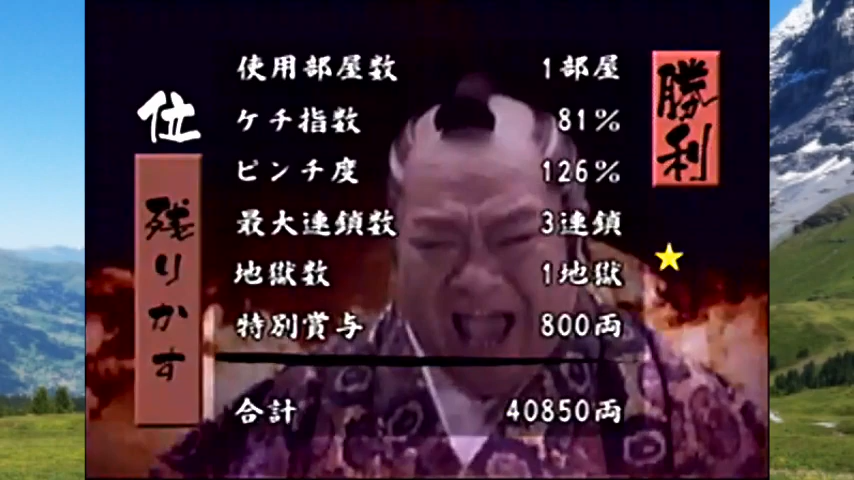 使用部屋数 1部屋
ケチ指数 81%
ピンチ度 126%
最大連鎖数 3連鎖
地獄数 1地獄
特別賞与 800両
合計 40850両
勝利
位
残りかす